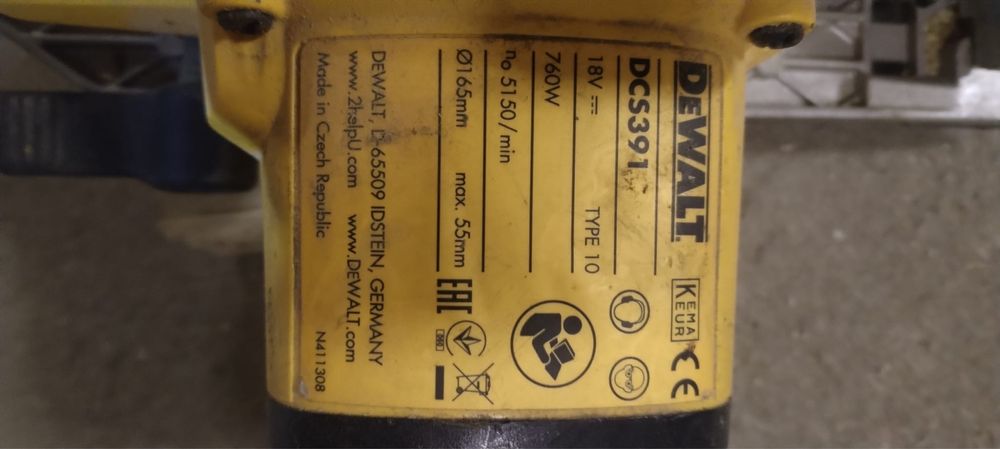 DEWALT
DCS391
18V TYPE 10
760W
n₀ 5150/min
Ø165mm max. 55mm
DEWALT, D-65509 IDSTEIN, GERMANY
www.2helpU.com www.DEWALT.com
Made in Czech Republic N411308
KEMA
KEUR
CE
EAC